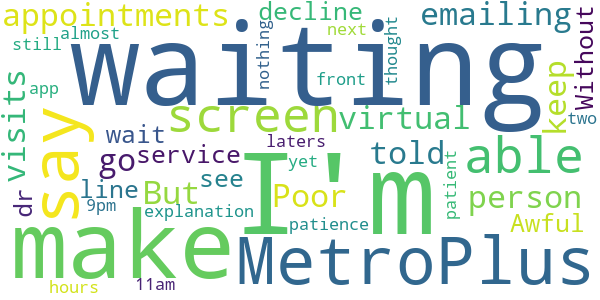 appointments
decline
emailing
still
almost
nothing
next
thought
Without
waiting
app
front
keep
visits
say
screen
virtual
two
wait
go
service
laters
told
able
dr
line
But
see
I'm
yet
Poor
patient
person
9pm
explanation
patience
Awful
make
MetroPlus
hours
11am